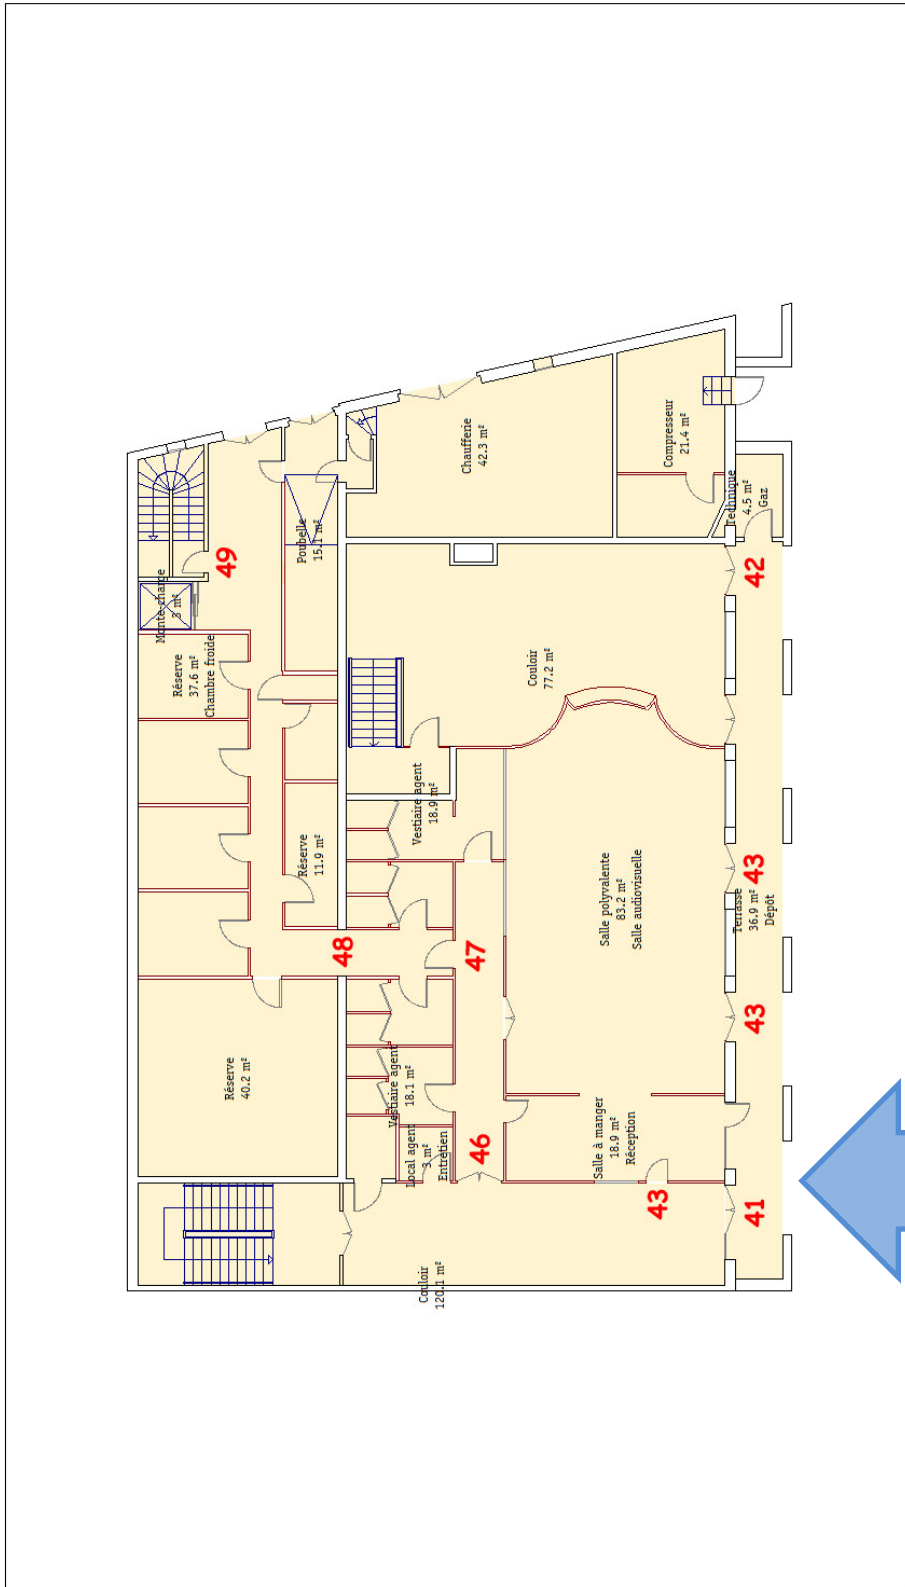 Monte-charge
3 m²
Réserve
37.6 m²
Chambre froide
49
Poubelle
15.1 m²
Réserve
11.9 m²
Réserve
40.2 m²
48
Chaufferie
42.3 m²
Compresseur
21.4 m²
Technique
4.5 m²
Gaz
42
Couloir
77.2 m²
Vestiaire agent
18.9 m²
Salle polyvalente
83.2 m²
Salle audiovisuelle
43
Terrasse
36.9 m²
Dépôt
43
47
Vestiaire agent
18.1 m²
Local agent
3 m²
Entretien
46
Salle à manger
18.9 m²
Réception
43
41
Couloir
120.1 m²